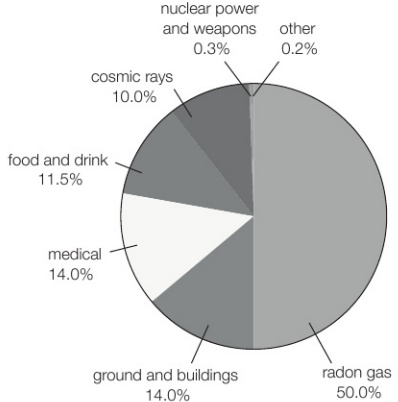 nuclear power
and weapons
0.3%
other
0.2%
cosmic rays
10.0%
food and drink
11.5%
medical
14.0%
ground and buildings
14.0%
radon gas
50.0%